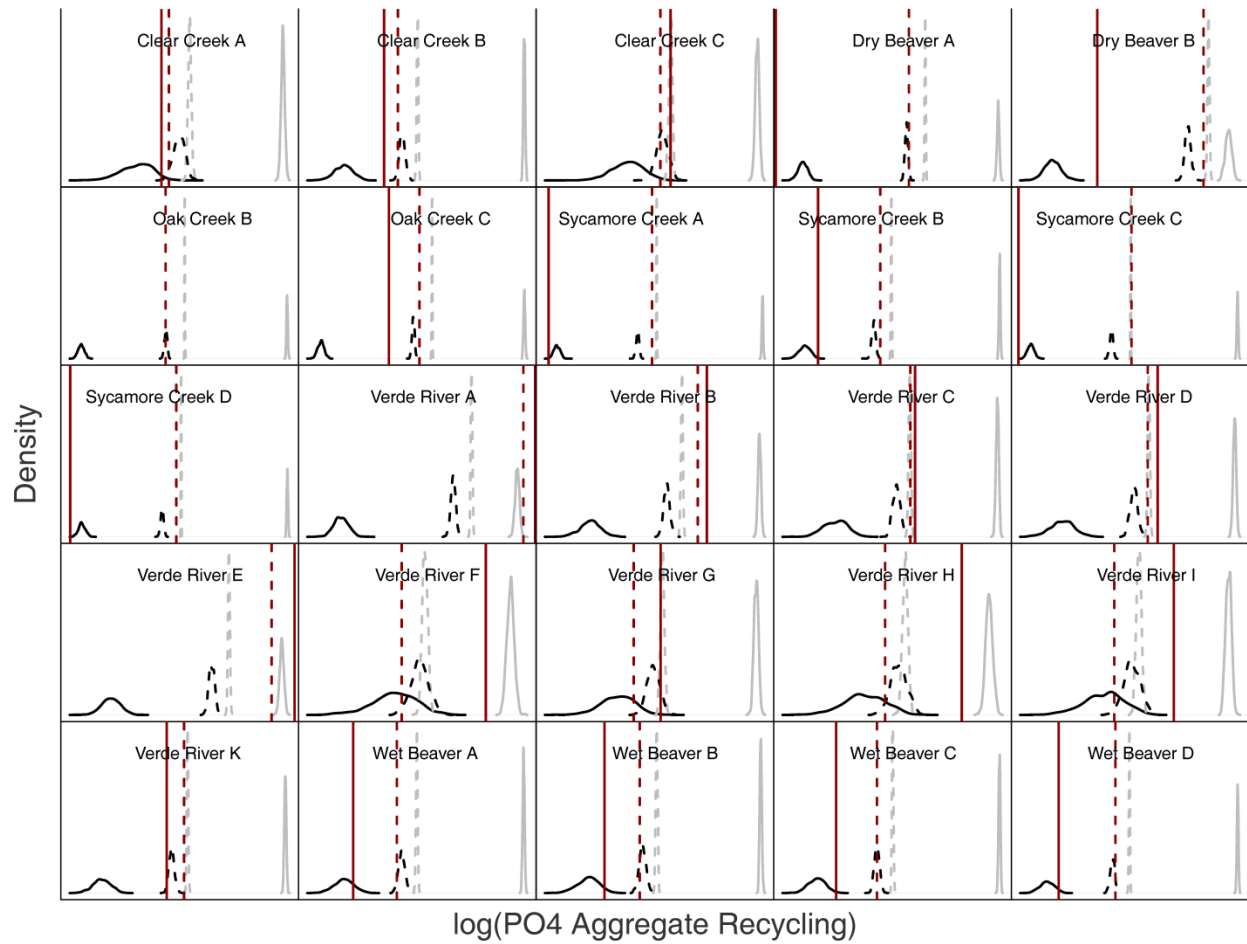 Clear Creek A
Clear Creek B
Clear Creek C
Dry Beaver A
Dry Beaver B
Oak Creek B
Oak Creek C
Sycamore Creek A
Sycamore Creek B
Sycamore Creek C
Sycamore Creek D
Verde River A
Verde River B
Verde River C
Verde River D
Verde River E
Verde River F
Verde River G
Verde River H
Verde River I
Verde River K
Wet Beaver A
Wet Beaver B
Wet Beaver C
Wet Beaver D
Density
log(PO4 Aggregate Recycling)